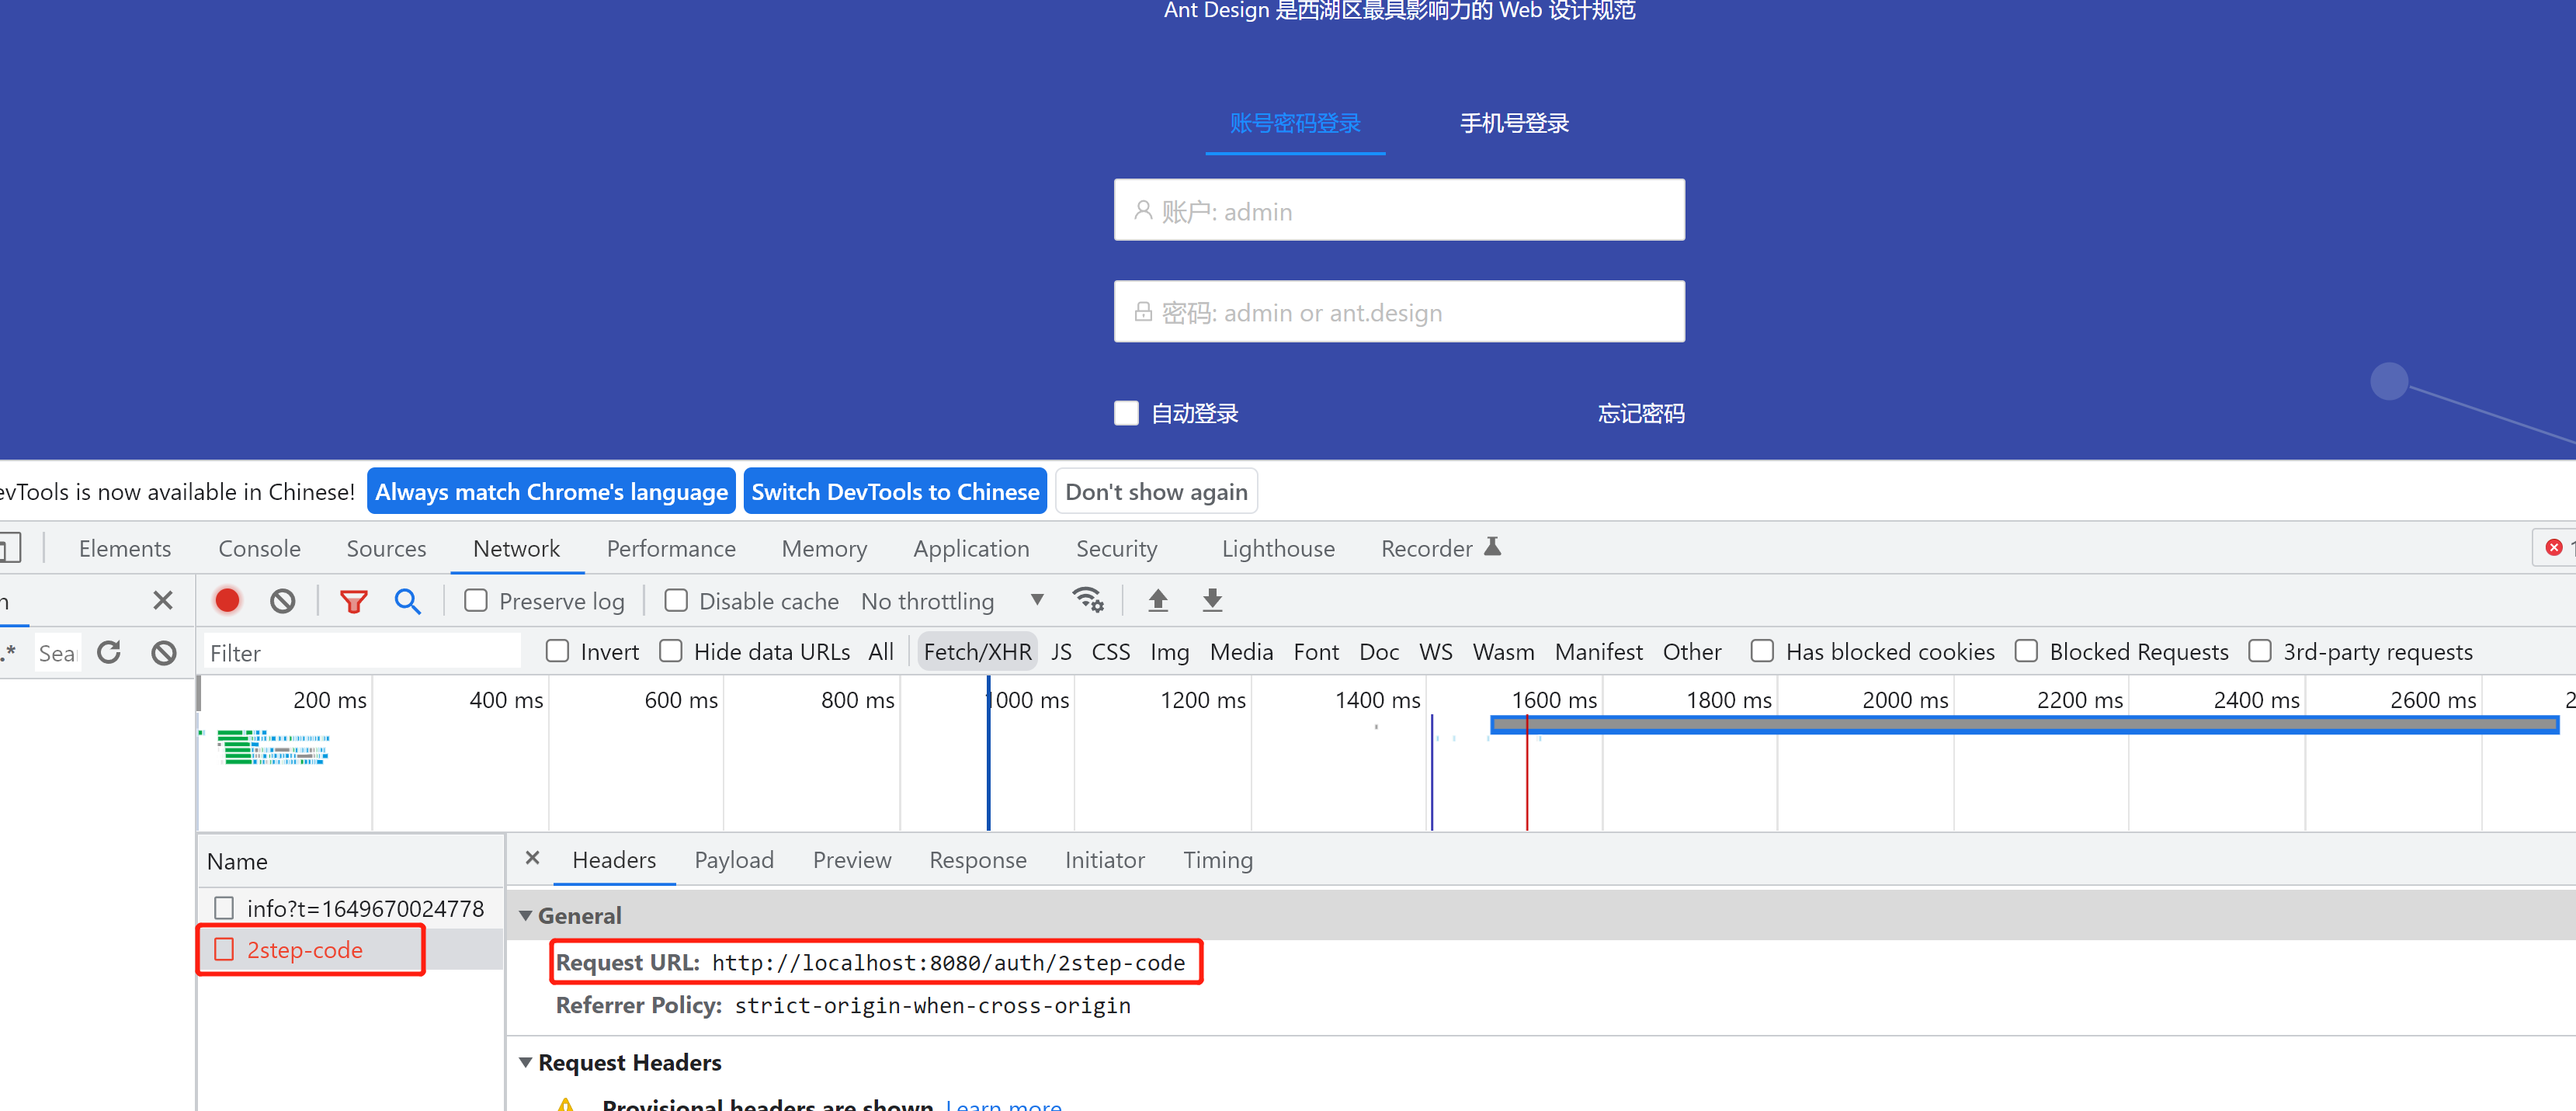 Ant Design 是西湖区最具影响力的 Web 设计规范
账号密码登录 手机号登录
账户: admin
密码: admin or ant.design
自动登录 忘记密码
evTools is now available in Chinese! Always match Chrome's language Switch DevTools to Chinese Don't show again
Elements Console Sources Network Performance Memory Application Security Lighthouse Recorder 1
Preserve log Disable cache No throttling
.* Sea Filter Invert Hide data URLs All Fetch/XHR JS CSS Img Media Font Doc WS Wasm Manifest Other Has blocked cookies Blocked Requests 3rd-party requests
200 ms 400 ms 600 ms 800 ms 1000 ms 1200 ms 1400 ms 1600 ms 1800 ms 2000 ms 2200 ms 2400 ms 2600 ms 2
Name Headers Payload Preview Response Initiator Timing
info?t=1649670024778 General
2step-code Request URL: http://localhost:8080/auth/2step-code
Referrer Policy: strict-origin-when-cross-origin
Request Headers
Provisional headers are shown Learn more